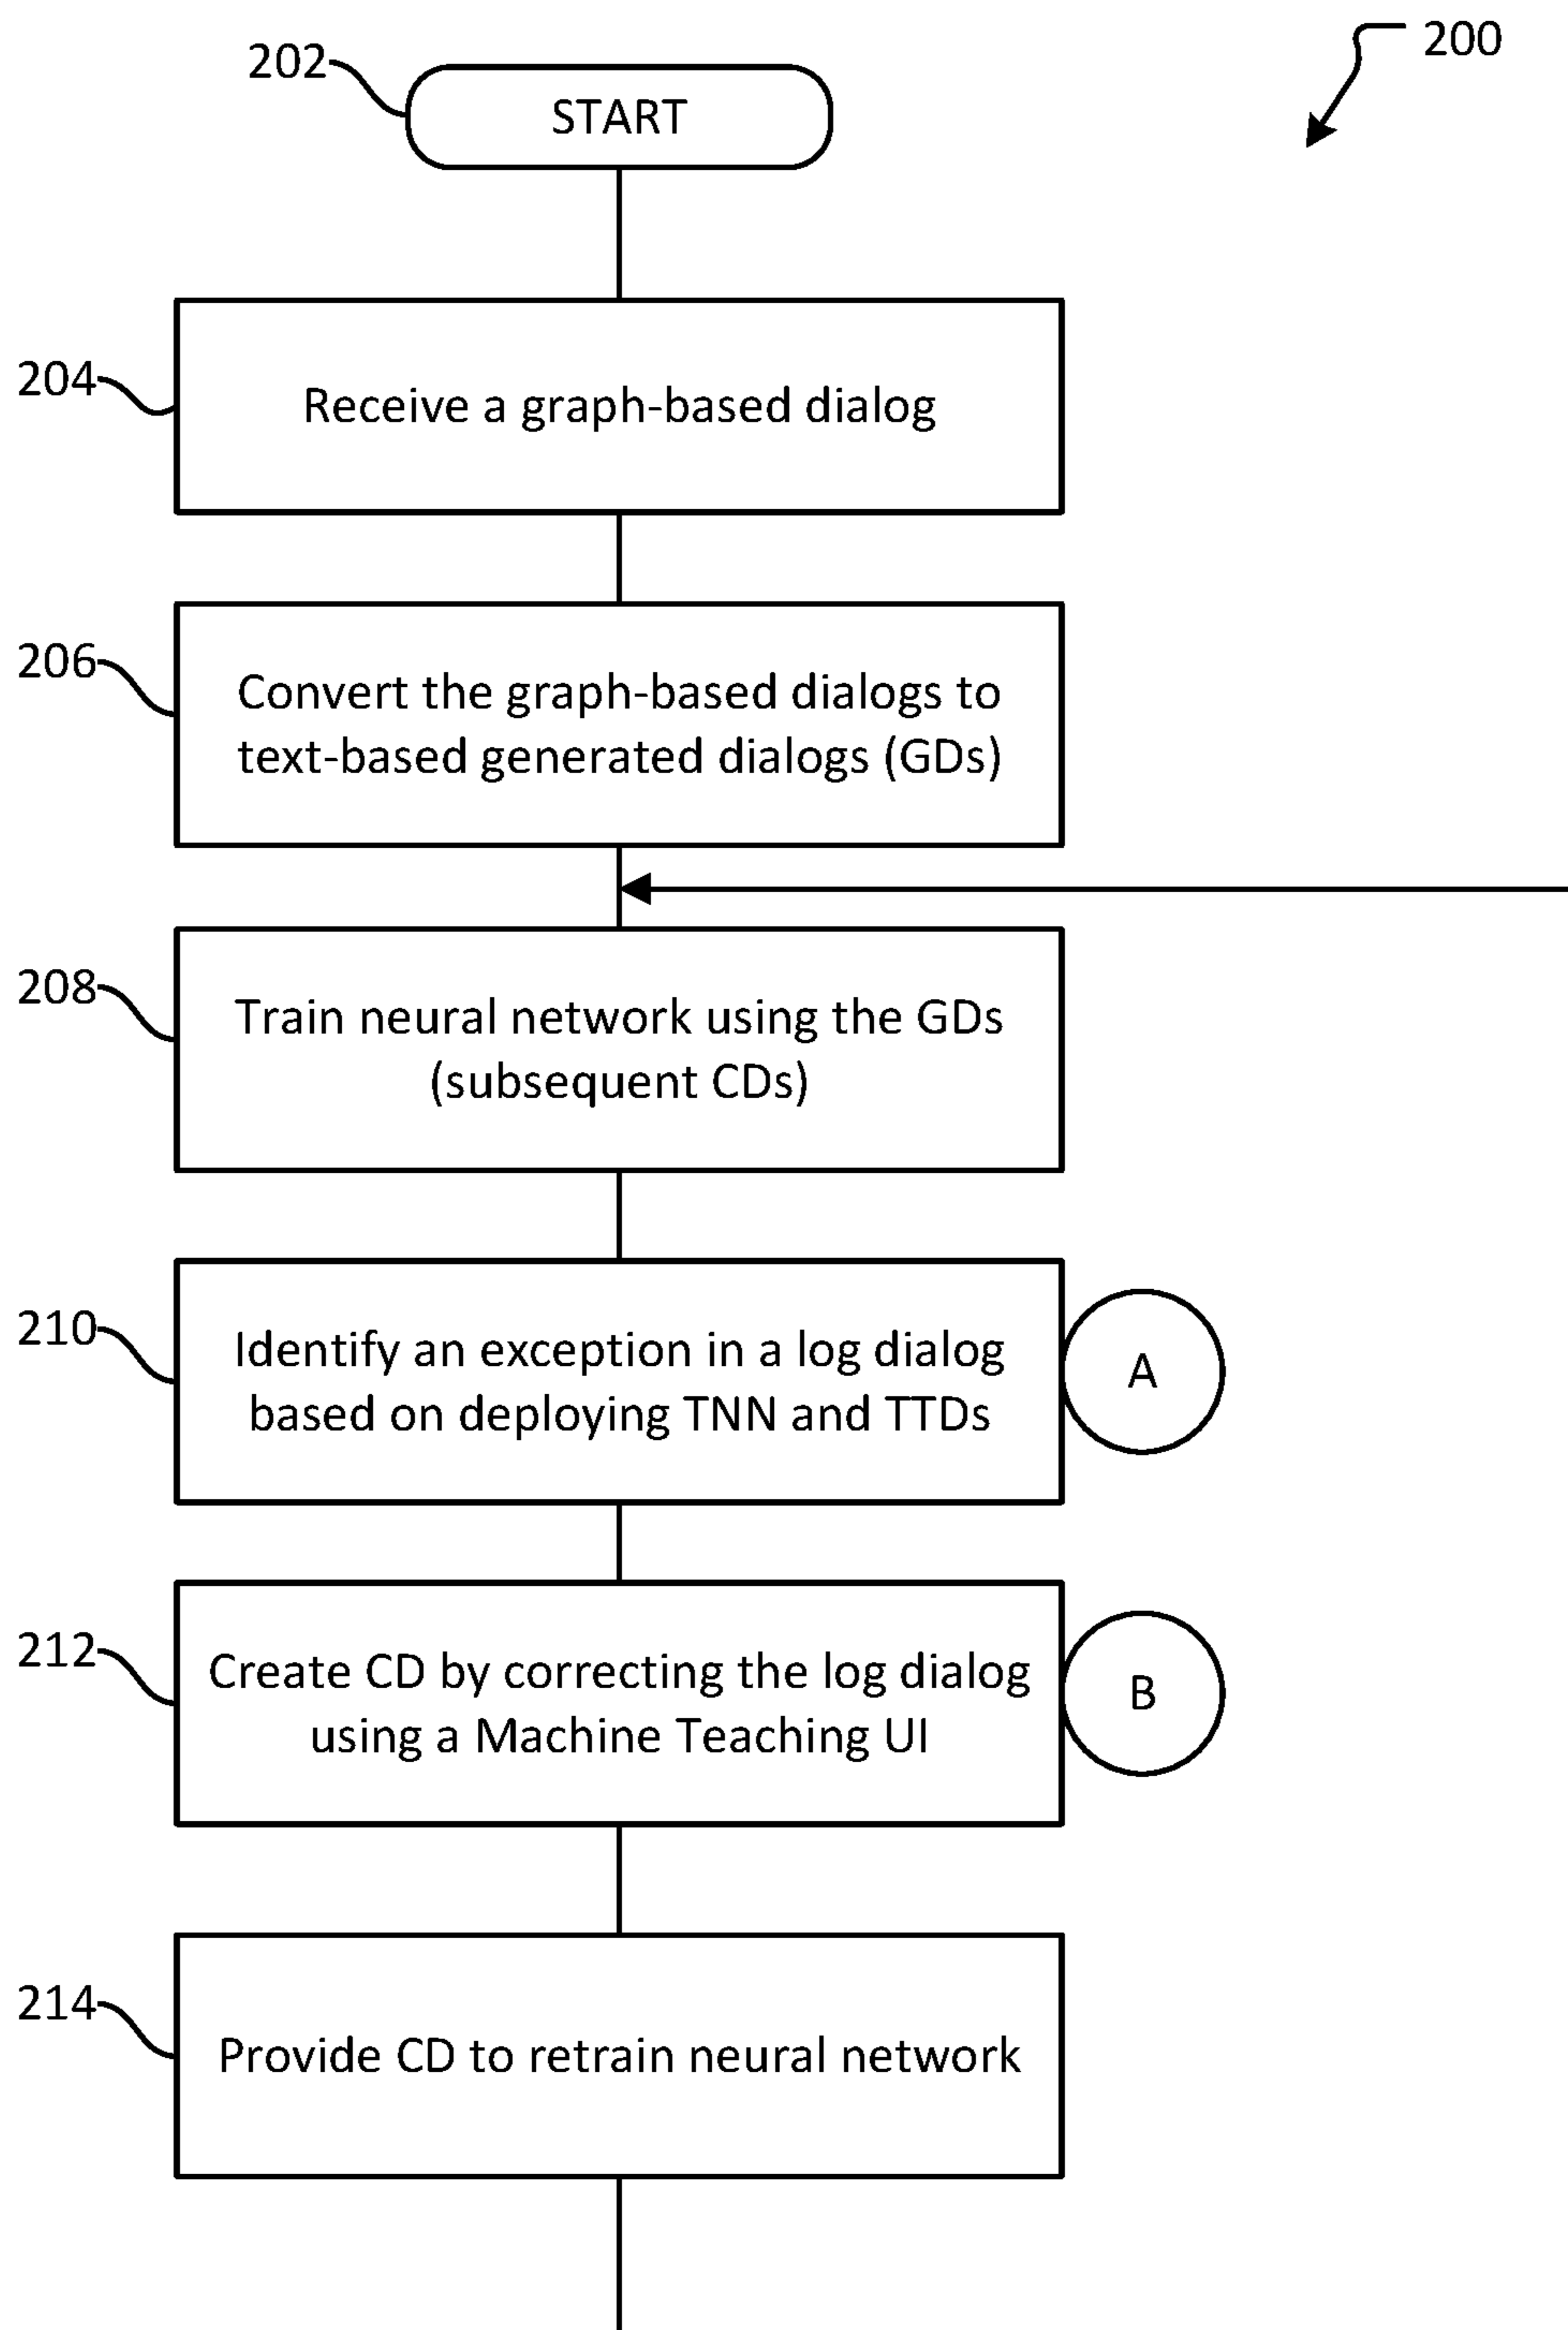 200
202
START
204
Receive a graph-based dialog
206
Convert the graph-based dialogs to
text-based generated dialogs (GDs)
208
Train neural network using the GDs
(subsequent CDs)
210
Identify an exception in a log dialog
based on deploying TNN and TTDs
A
212
Create CD by correcting the log dialog
using a Machine Teaching UI
B
214
Provide CD to retrain neural network